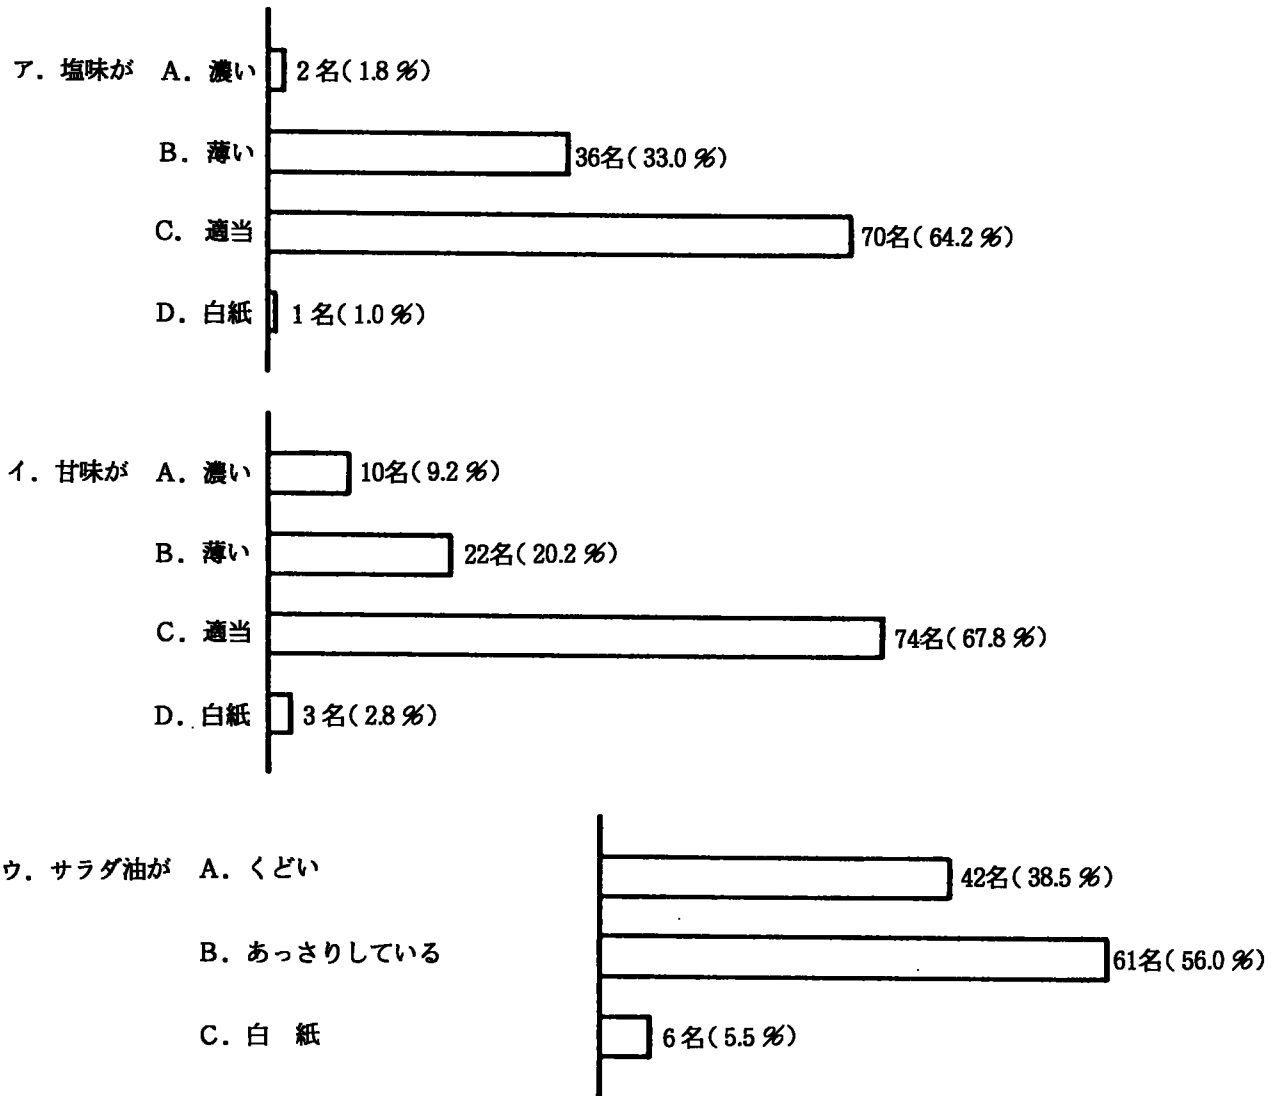 ア．塩味が A．濃い 2名(1.8%)
B．薄い 36名(33.0%)
C．適当 70名(64.2%)
D．白紙 1名(1.0%)
イ．甘味が A．濃い 10名(9.2%)
B．薄い 22名(20.2%)
C．適当 74名(67.8%)
D．白紙 3名(2.8%)
ウ．サラダ油が A．くどい 42名(38.5%)
B．あっさりしている 61名(56.0%)
C．白 紙 6名(5.5%)